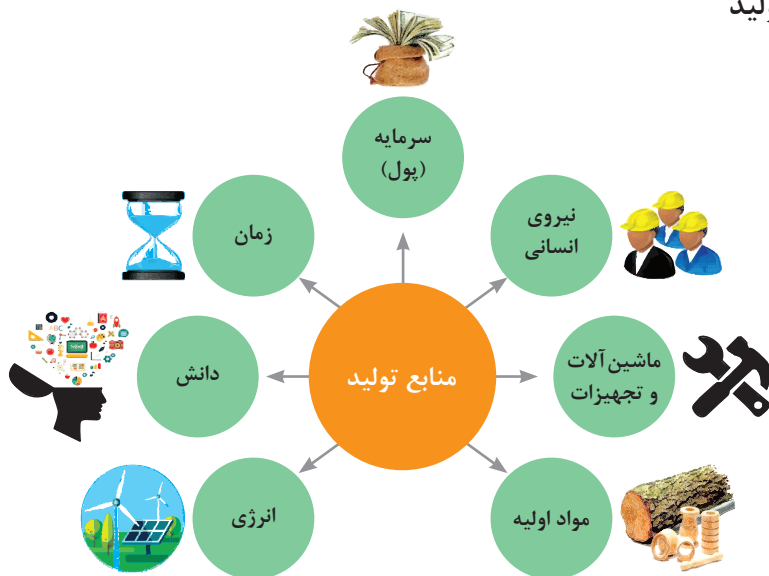 سرمایه
(پول)
نیروی
انسانی
زمان
ماشین‌آلات
و تجهیزات
منابع تولید
دانش
مواد اولیه
انرژی